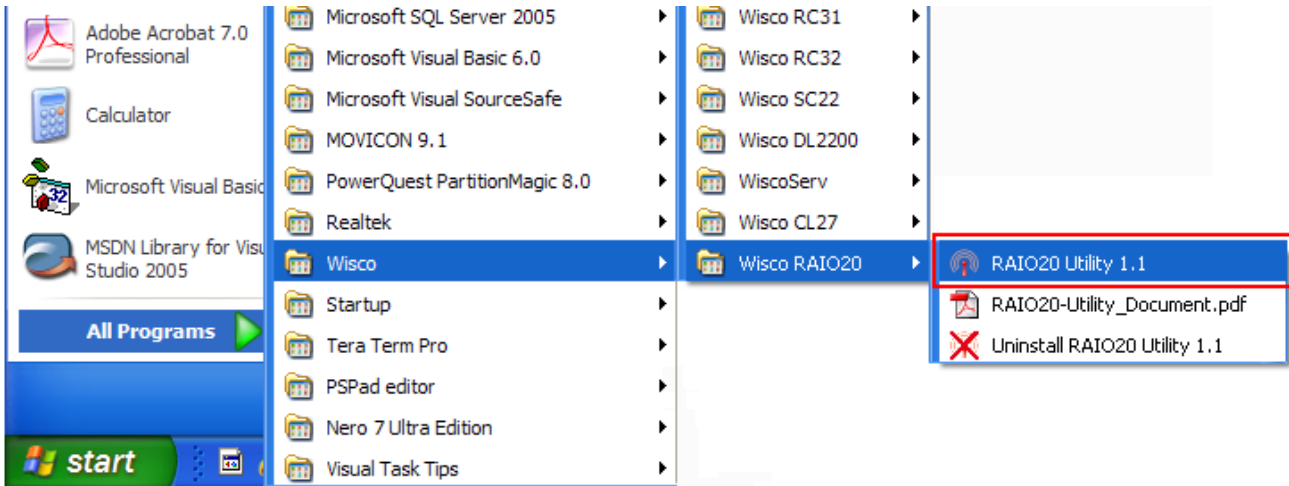 Adobe Acrobat 7.0
Professional
Calculator
Microsoft Visual Basic
MSDN Library for Visu
Studio 2005
All Programs
start
Microsoft SQL Server 2005
Microsoft Visual Basic 6.0
Microsoft Visual SourceSafe
MOVICON 9.1
PowerQuest PartitionMagic 8.0
Realtek
Wisco
Startup
Tera Term Pro
PSPad editor
Nero 7 Ultra Edition
Visual Task Tips
Wisco RC31
Wisco RC32
Wisco SC22
Wisco DL2200
WiscoServ
Wisco CL27
Wisco RAIO20
RAIO20 Utility 1.1
RAIO20-Utility_Document.pdf
Uninstall RAIO20 Utility 1.1